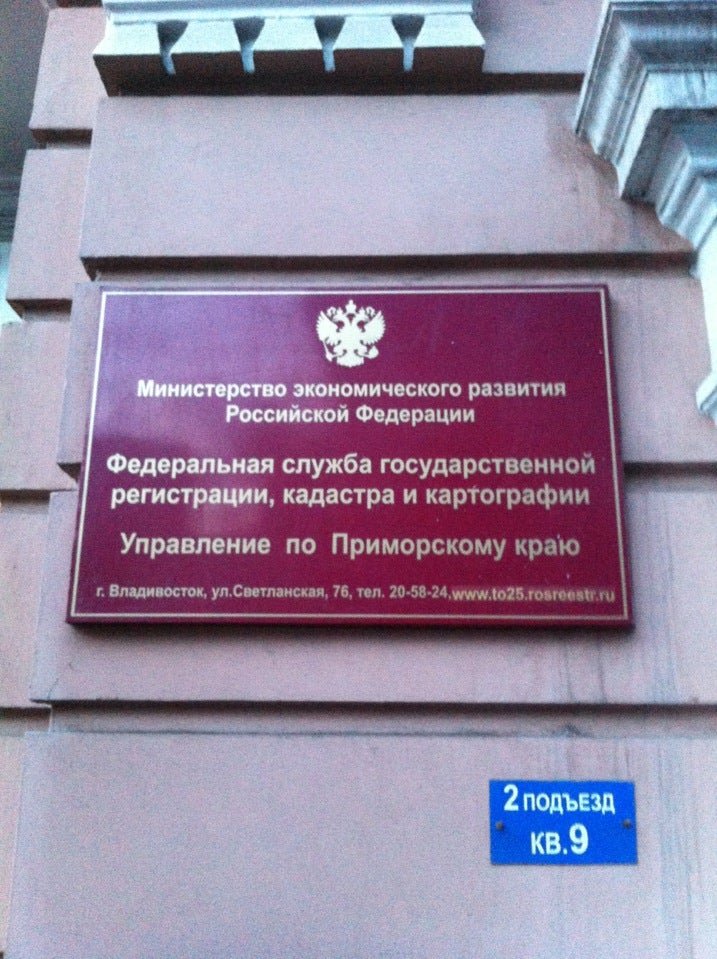 Министерство экономического развития
Российской Федерации
Федеральная служба государственной
регистрации, кадастра и картографии
Управление по Приморскому краю
г. Владивосток, ул.Светланская, 76, тел. 20-58-24,www.to25.rosreestr.ru
2 ПОДЪЕЗД
КВ.9